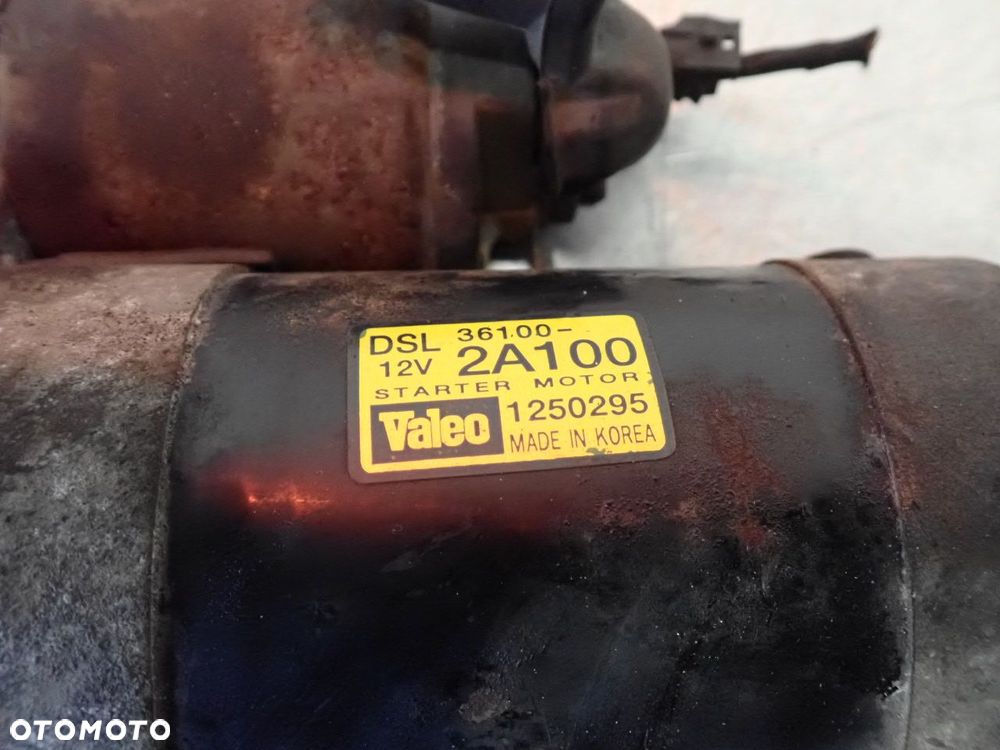 DSL 36100-
12V 2A100
STARTER MOTOR
Valeo 1250295
MADE IN KOREA
OTOMOTO